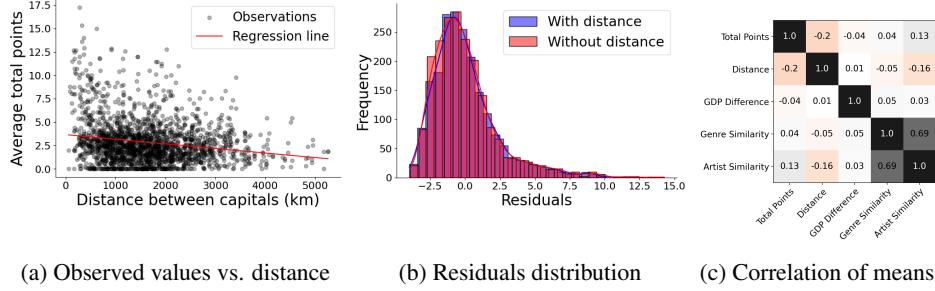 Average total points
17.5
15.0
12.5
10.0
7.5
5.0
2.5
0.0
Observations
Regression line
0 1000 2000 3000 4000 5000
Distance between capitals (km)
(a) Observed values vs. distance
Frequency
250
200
150
100
50
0
With distance
Without distance
−2.5 0.0 2.5 5.0 7.5 10.0 12.5 15.0
Residuals
(b) Residuals distribution
Total Points 1.0 -0.2 -0.04 0.04 0.13
Distance -0.2 1.0 0.01 -0.05 -0.16
GDP Difference -0.04 0.01 1.0 0.05 0.03
Genre Similarity 0.04 -0.05 0.05 1.0 0.69
Artist Similarity 0.13 -0.16 0.03 0.69 1.0
Total Points
Distance
GDP Difference
Genre Similarity
Artist Similarity
(c) Correlation of means